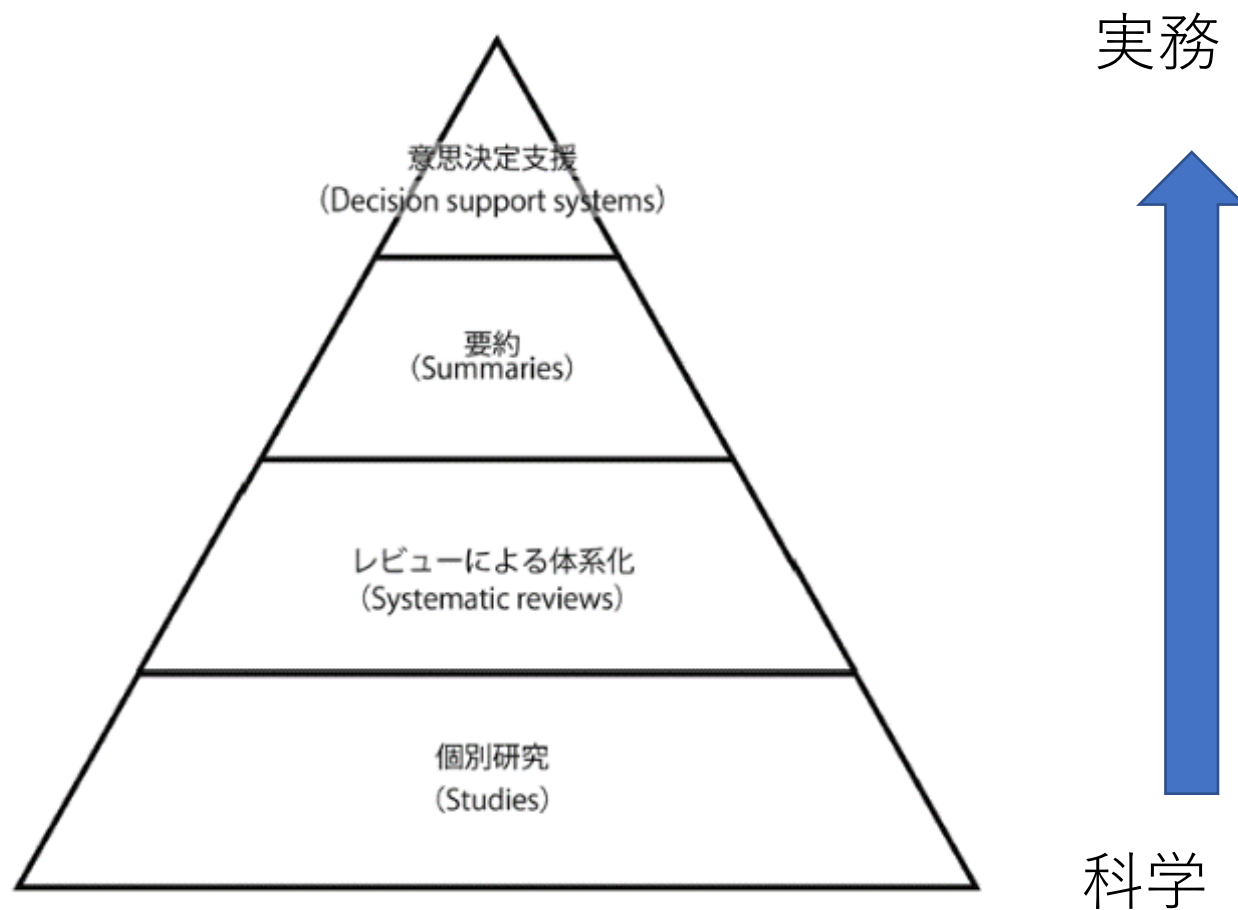 実務
意思決定支援
（Decision support systems）
要約
（Summaries）
レビューによる体系化
（Systematic reviews）
個別研究
（Studies）
科学